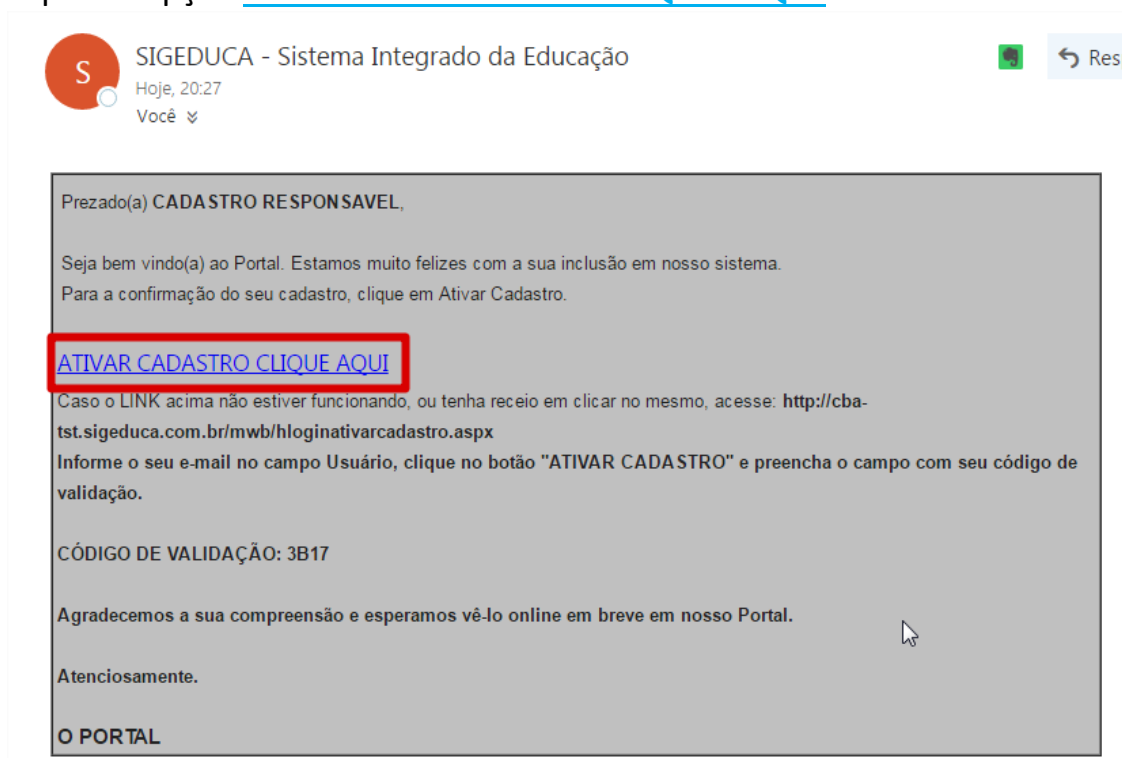 SIGEDUCA - Sistema Integrado da Educação
S
Hoje, 20:27
Você
Res
Prezado(a) CADASTRO RESPONSAVEL,
Seja bem vindo(a) ao Portal. Estamos muito felizes com a sua inclusão em nosso sistema.
Para a confirmação do seu cadastro, clique em Ativar Cadastro.
ATIVAR CADASTRO CLIQUE AQUI
Caso o LINK acima não estiver funcionando, ou tenha receio em clicar no mesmo, acesse: http://cba-
tst.sigeduca.com.br/mwb/hloginativarcadastro.aspx
Informe o seu e-mail no campo Usuário, clique no botão "ATIVAR CADASTRO" e preencha o campo com seu código de
validação.
CÓDIGO DE VALIDAÇÃO: 3B17
Agradecemos a sua compreensão e esperamos vê-lo online em breve em nosso Portal.
Atenciosamente.
O PORTAL